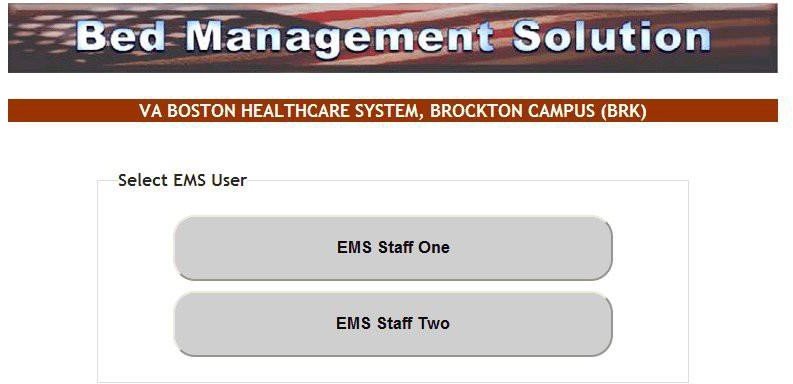 Bed Management Solution
VA BOSTON HEALTHCARE SYSTEM, BROCKTON CAMPUS (BRK)
Select EMS User
EMS Staff One
EMS Staff Two